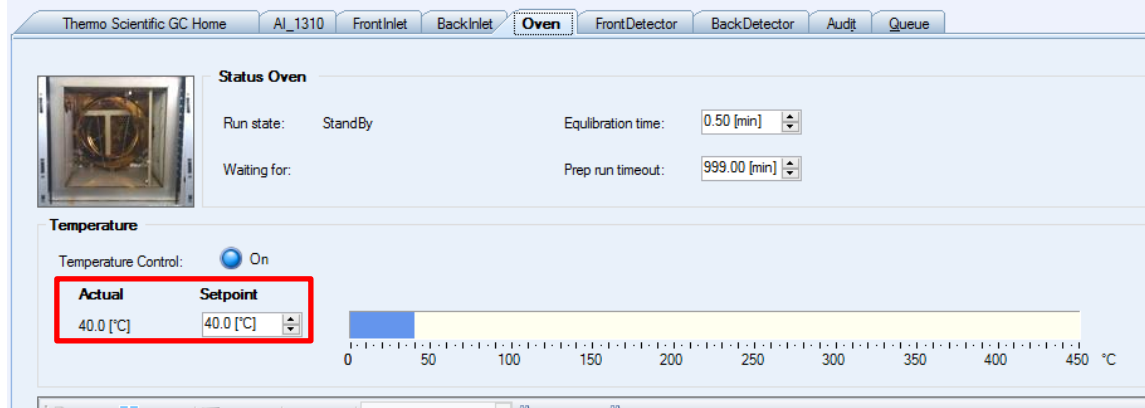 Thermo Scientific GC Home AI_1310 FrontInlet BackInlet Oven FrontDetector BackDetector Audit Queue
Status Oven
Run state: StandBy Equlibration time: 0.50 [min]
Waiting for: Prep run timeout: 999.00 [min]
Temperature
Temperature Control: On
Actual Setpoint
40.0 [°C] 40.0 [°C]
0 50 100 150 200 250 300 350 400 450 °C